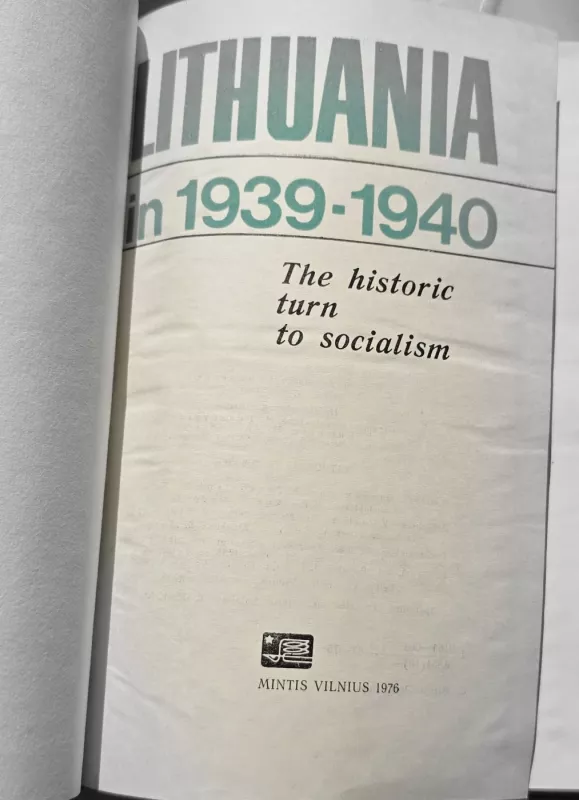 LITHUANIA
in 1939-1940
The historic
turn
to socialism
MINTIS VILNIUS 1976